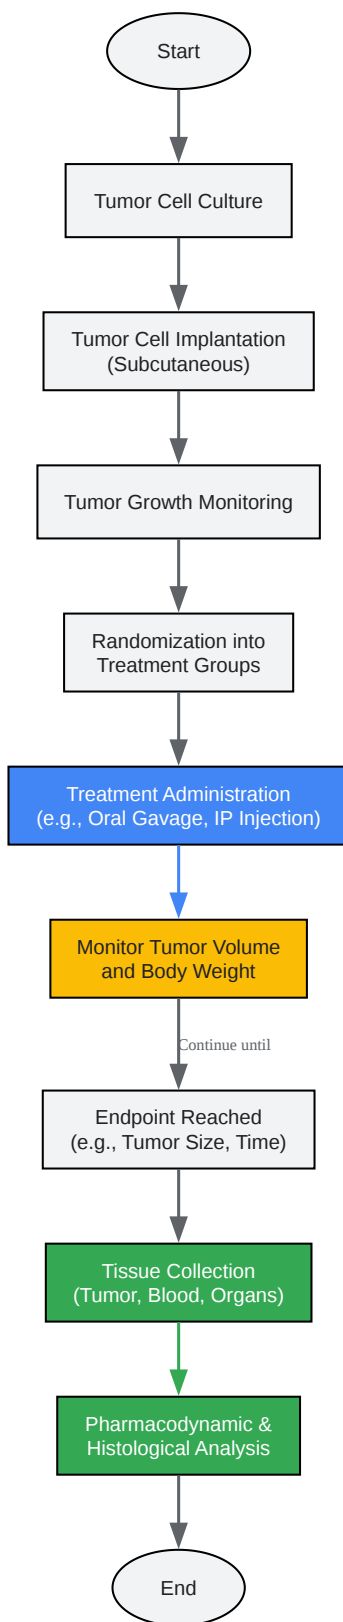 Start
Tumor Cell Culture
Tumor Cell Implantation
(Subcutaneous)
Tumor Growth Monitoring
Randomization into
Treatment Groups
Treatment Administration
(e.g., Oral Gavage, IP Injection)
Monitor Tumor Volume
and Body Weight
Continue until
Endpoint Reached
(e.g., Tumor Size, Time)
Tissue Collection
(Tumor, Blood, Organs)
Pharmacodynamic &
Histological Analysis
End